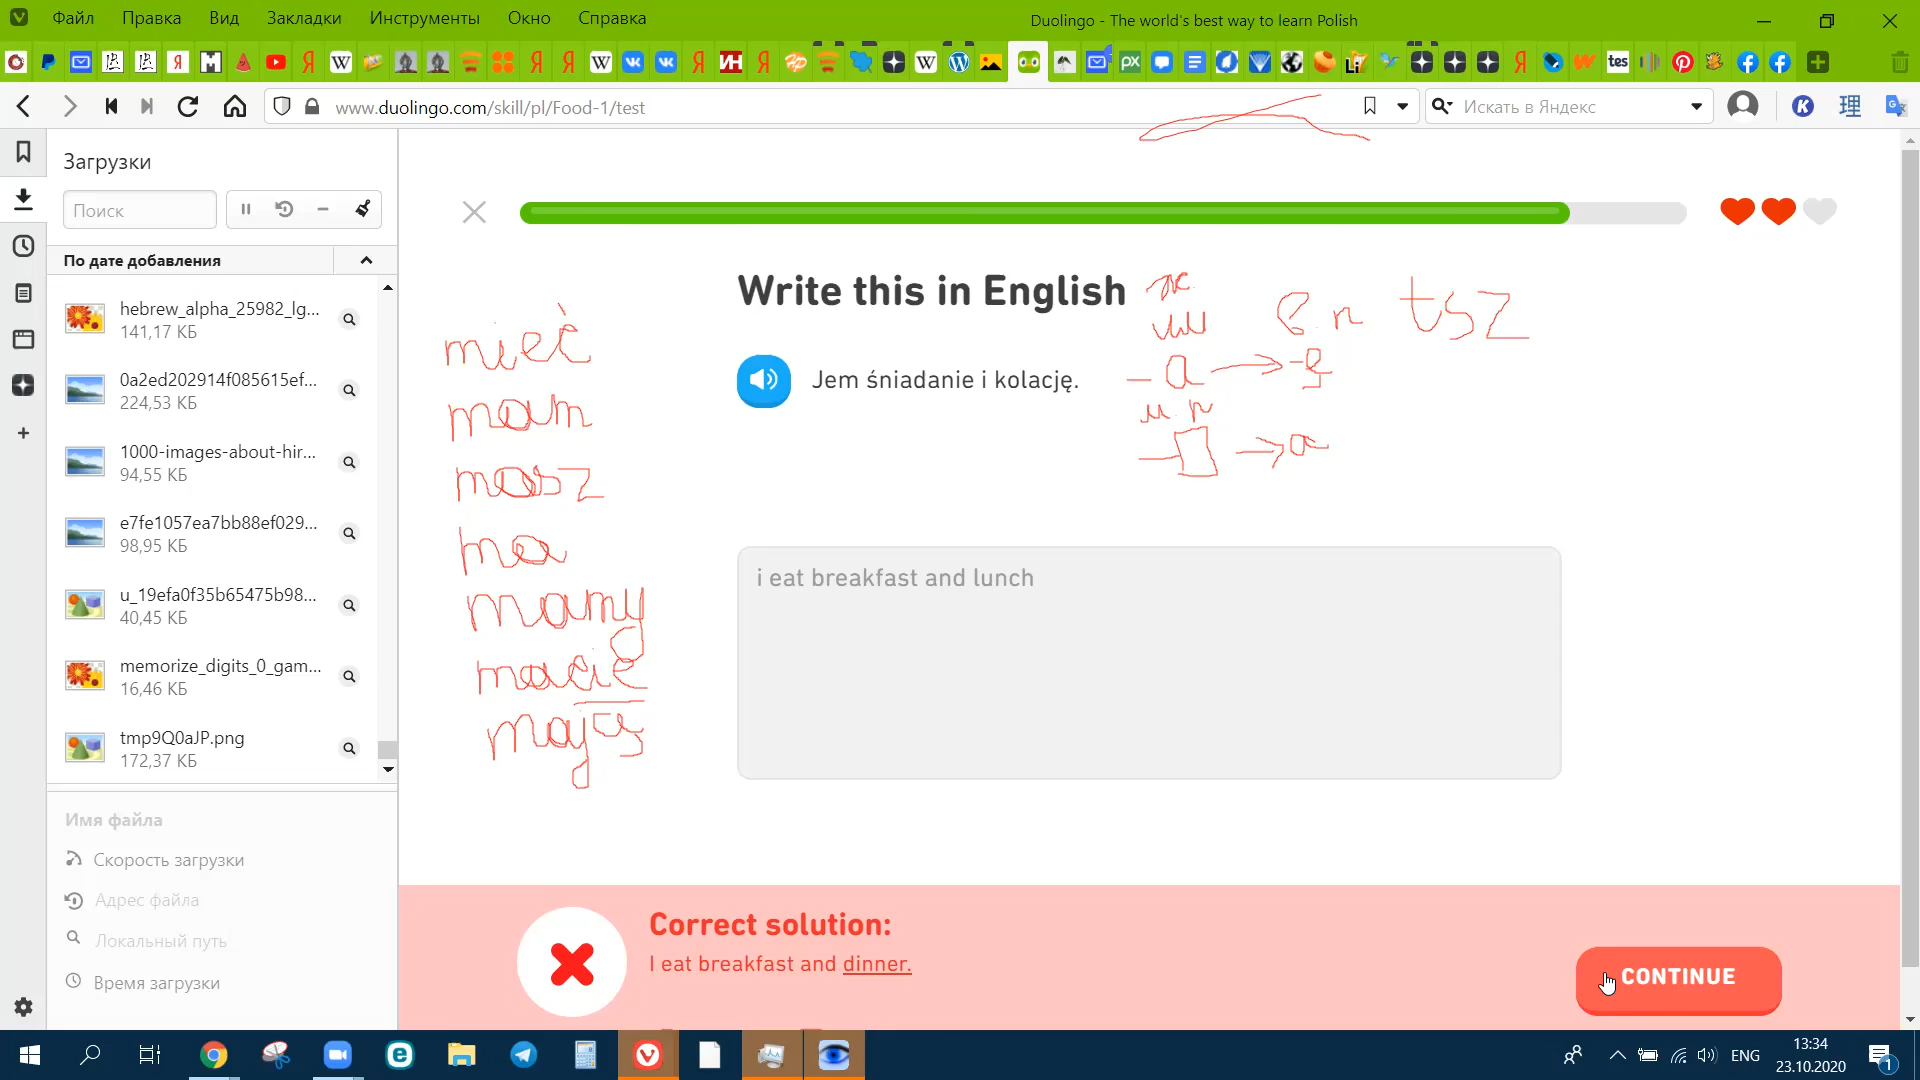 Файл Правка Вид Закладки Инструменты Окно Справка
Duolingo - The world's best way to learn Polish
www.duolingo.com/skill/pl/Food-1/test
Искать в Яндекс
Загрузки
Поиск
По дате добавления
hebrew_alpha_25982_lg...
141,17 КБ
0a2ed202914f085615ef...
224,53 КБ
1000-images-about-hir...
94,55 КБ
e7fe1057ea7bb88ef029...
98,95 КБ
u_19efa0f35b65475b98...
40,45 КБ
memorize_digits_0_gam...
16,46 КБ
tmp9Q0aJP.png
172,37 КБ
Имя файла
Скорость загрузки
Адрес файла
Локальный путь
Время загрузки
Write this in English
Jem śniadanie i kolację.
mieć
mam
masz
ma
mamy
macie
mają
tsz
i eat breakfast and lunch
Correct solution:
I eat breakfast and dinner.
CONTINUE
ENG
13:34
23.10.2020
1